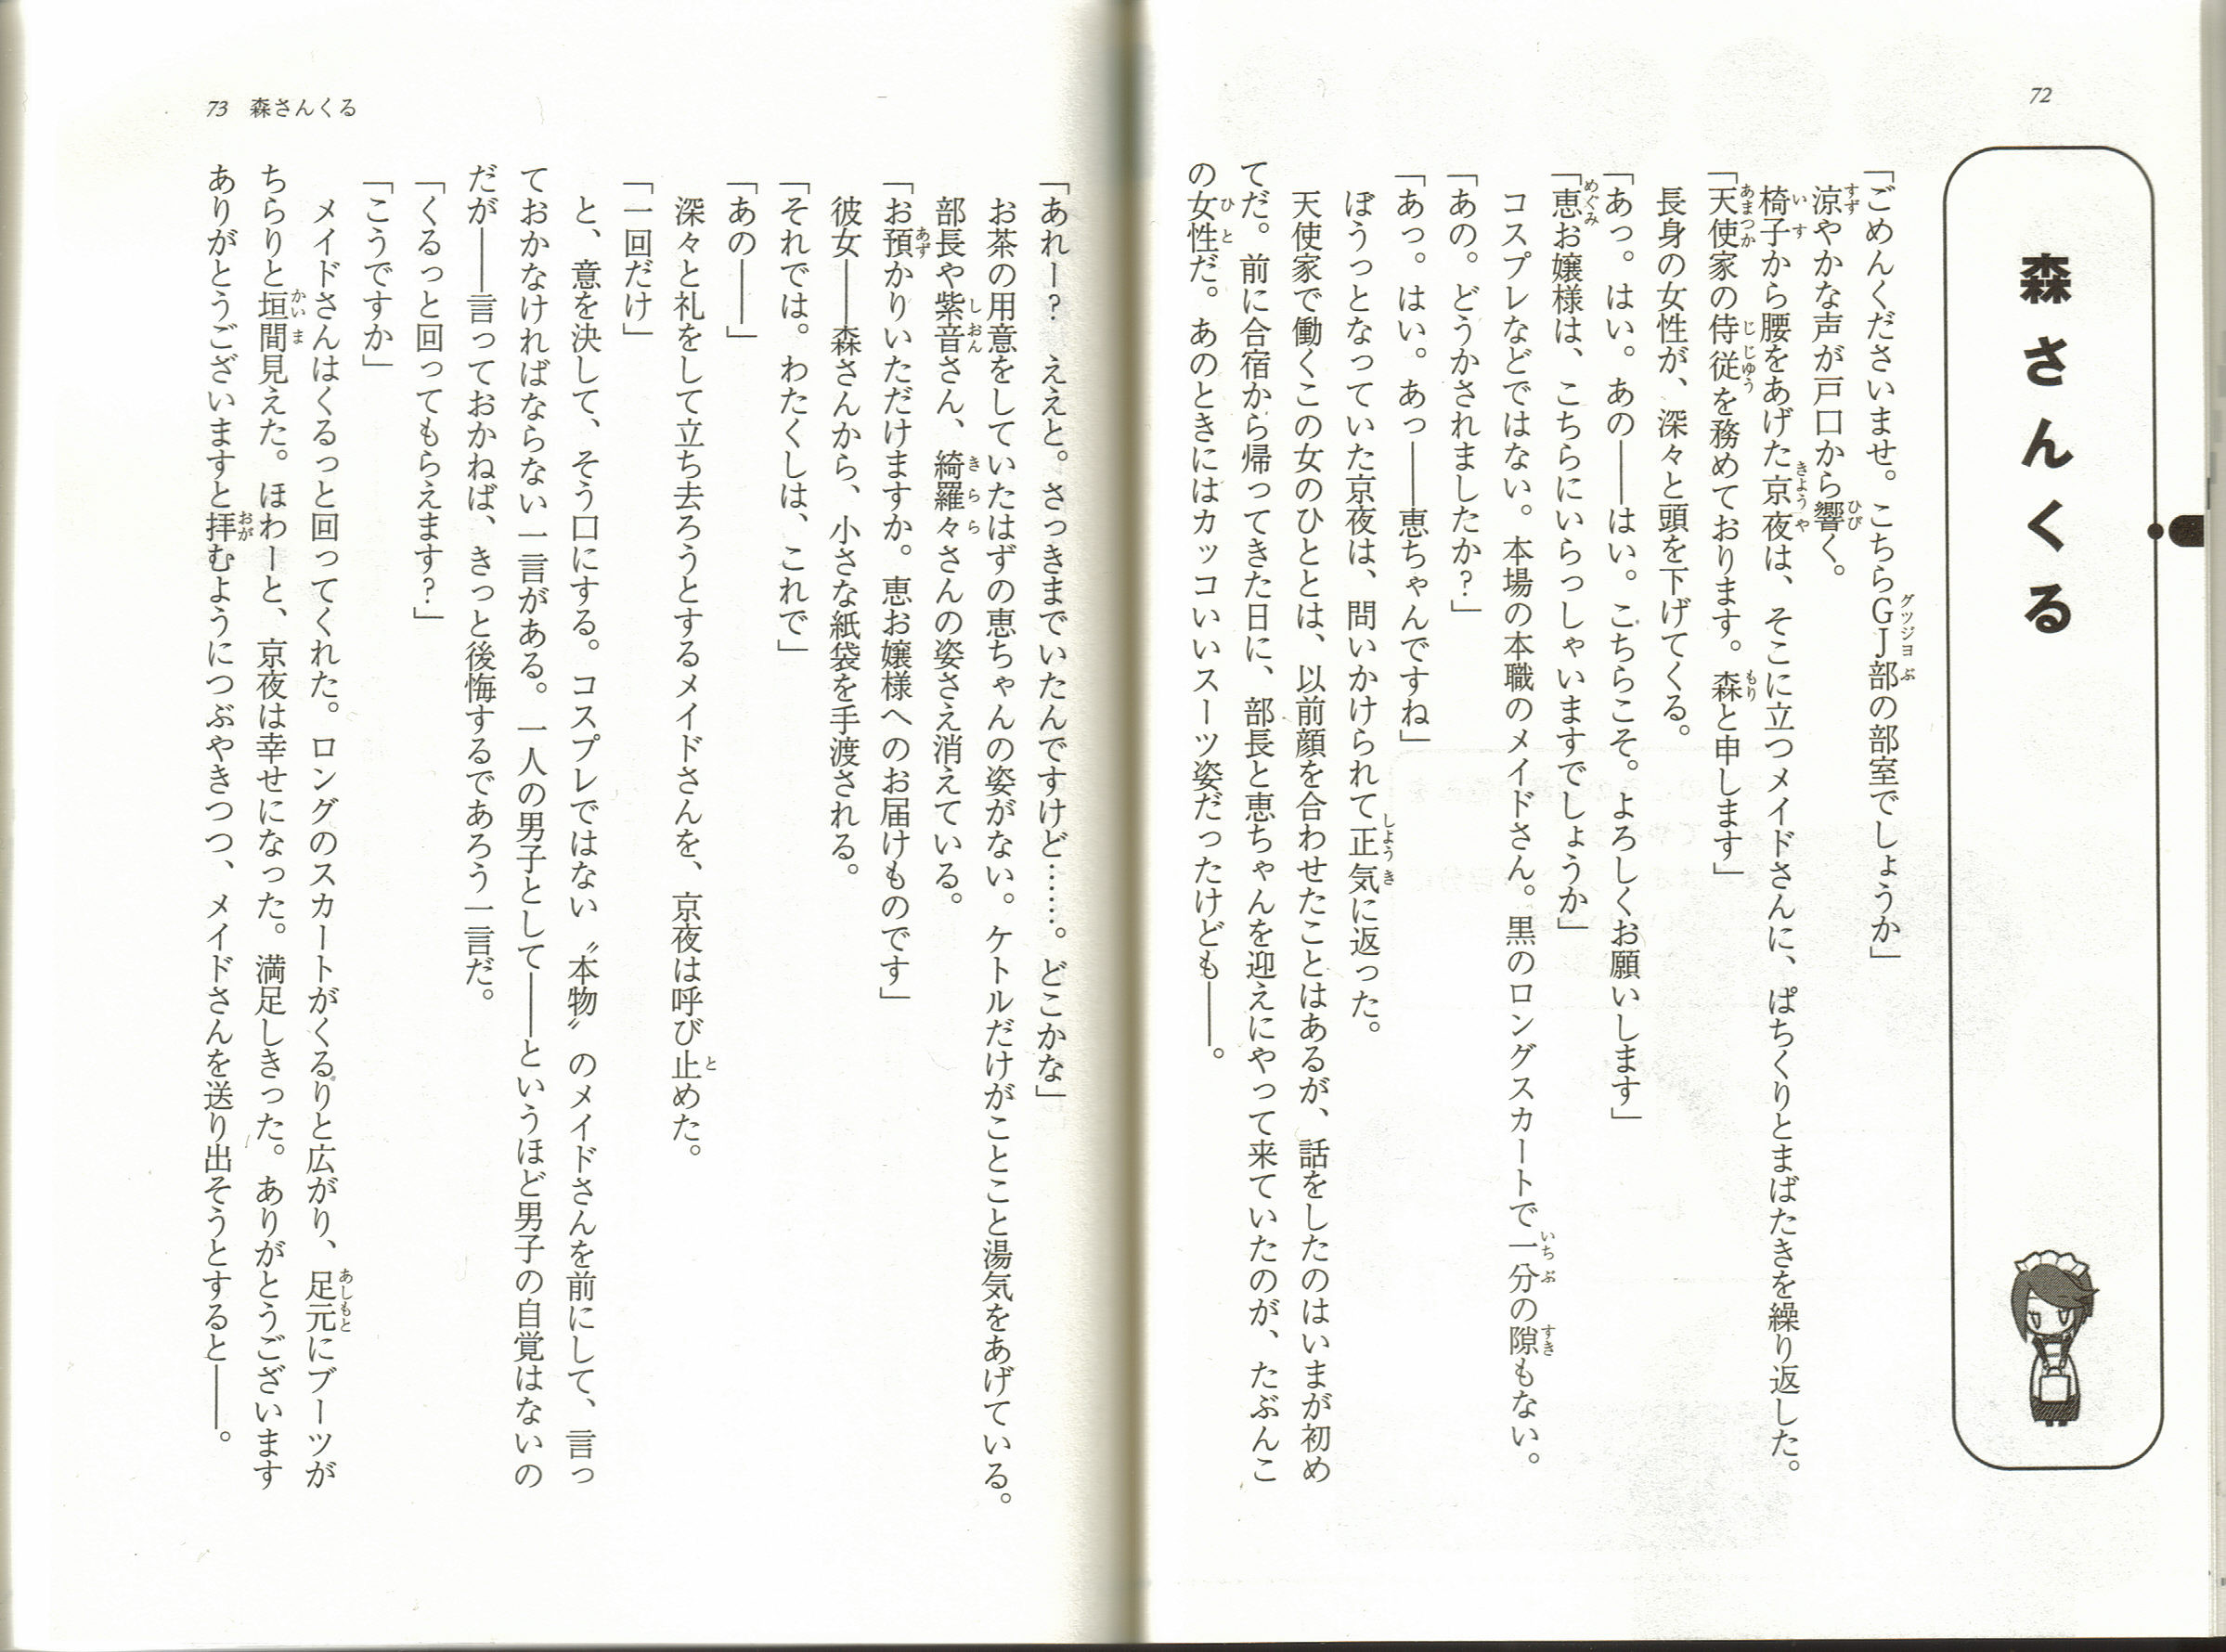 72
森さんくる
「ごめんくださいませ。こちらGJ部の部室でしょうか」
涼やかな声が戸口から響く。
椅子から腰をあげた京夜は、そこに立つメイドさんに、ぱちくりとまばたきを繰り返した。
「天使家の侍従を務めております。森と申します」
長身の女性が、深々と頭を下げてくる。
「あっ。はい。あの――はい。こちらこそ。よろしくお願いします」
「恵お嬢様は、こちらにいらっしゃいますでしょうか」
コスプレなどではない。本場の本職のメイドさん。黒のロングスカートで一分の隙もない。
「あの。どうかされましたか？」
「あっ。はい。あっ――恵ちゃんですね」
ぼうっとなっていた京夜は、問いかけられて正気に返った。
天使家で働くこの女のひととは、以前顔を合わせたことはあるが、話をしたのはいまが初め
てだ。前に合宿から帰ってきた日に、部長と恵ちゃんを迎えにやって来ていたのが、たぶんこ
の女性だ。あのときにはカッコいいスーツ姿だったけども――。
73 森さんくる
「あれー？　ええと。さっきまでいたんですけど……。どこかな」
お茶の用意をしていたはずの恵ちゃんの姿がない。ケトルだけがことこと湯気をあげている。
部長や紫音さん、綺羅々さんの姿さえ消えている。
「お預かりいただけますか。恵お嬢様へのお届けものです」
彼女――森さんから、小さな紙袋を手渡される。
「それでは。わたくしは、これで」
「あの――」
深々と礼をして立ち去ろうとするメイドさんを、京夜は呼び止めた。
「一回だけ」
と、意を決して、そう口にする。コスプレではない〝本物〟のメイドさんを前にして、言っ
ておかなければならない一言がある。一人の男子として――というほど男子の自覚はないの
だが――言っておかねば、きっと後悔するであろう一言だ。
「くるっと回ってもらえます？」
「こうですか」
メイドさんはくるっと回ってくれた。ロングのスカートがくるりと広がり、足元にブーツが
ちらりと垣間見えた。ほわーと、京夜は幸せになった。満足しきった。ありがとうございます
ありがとうございますと拝むようにつぶやきつつ、メイドさんを送り出そうとすると――。